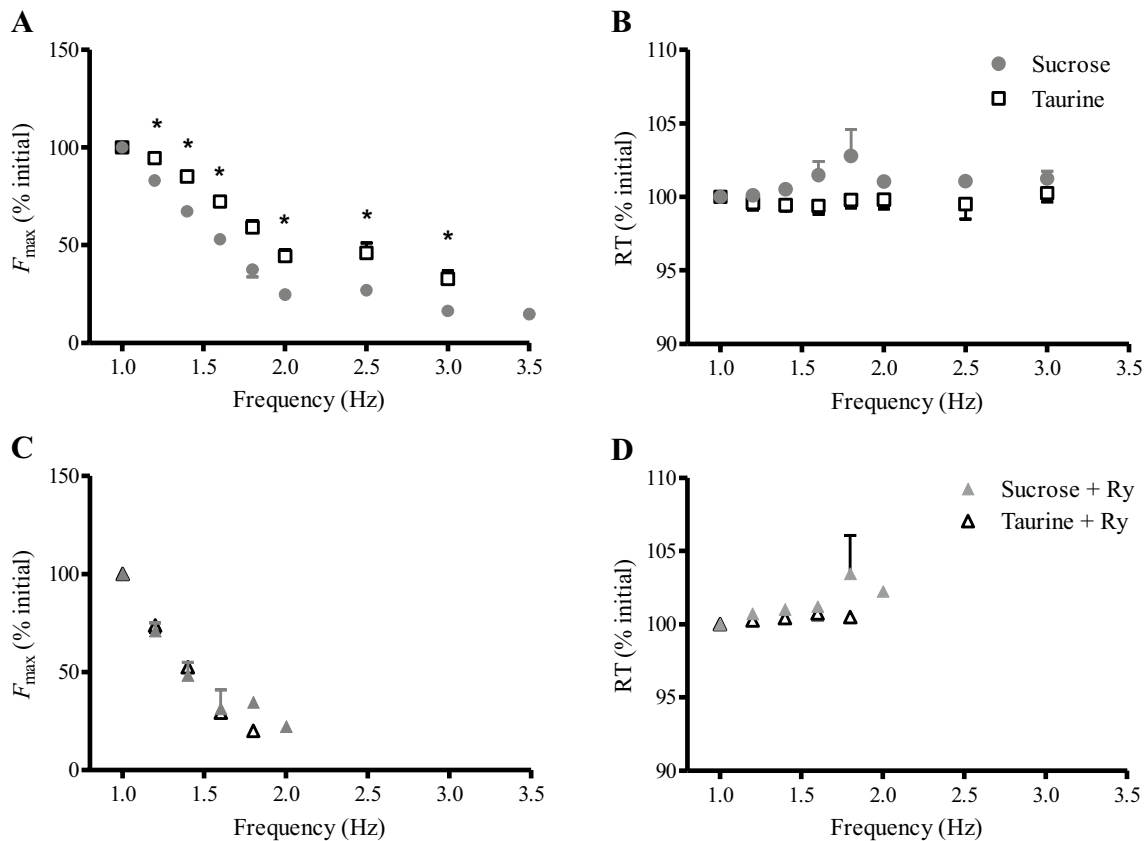 A
150
100
50
0
F max (% initial)
* * * * * *
1.0 1.5 2.0 2.5 3.0 3.5
Frequency (Hz)
B
110
105
100
95
90
RT (% initial)
Sucrose
Taurine
1.0 1.5 2.0 2.5 3.0 3.5
Frequency (Hz)
C
150
100
50
0
F max (% initial)
1.0 1.5 2.0 2.5 3.0 3.5
Frequency (Hz)
D
110
105
100
95
90
RT (% initial)
Sucrose + Ry
Taurine + Ry
1.0 1.5 2.0 2.5 3.0 3.5
Frequency (Hz)